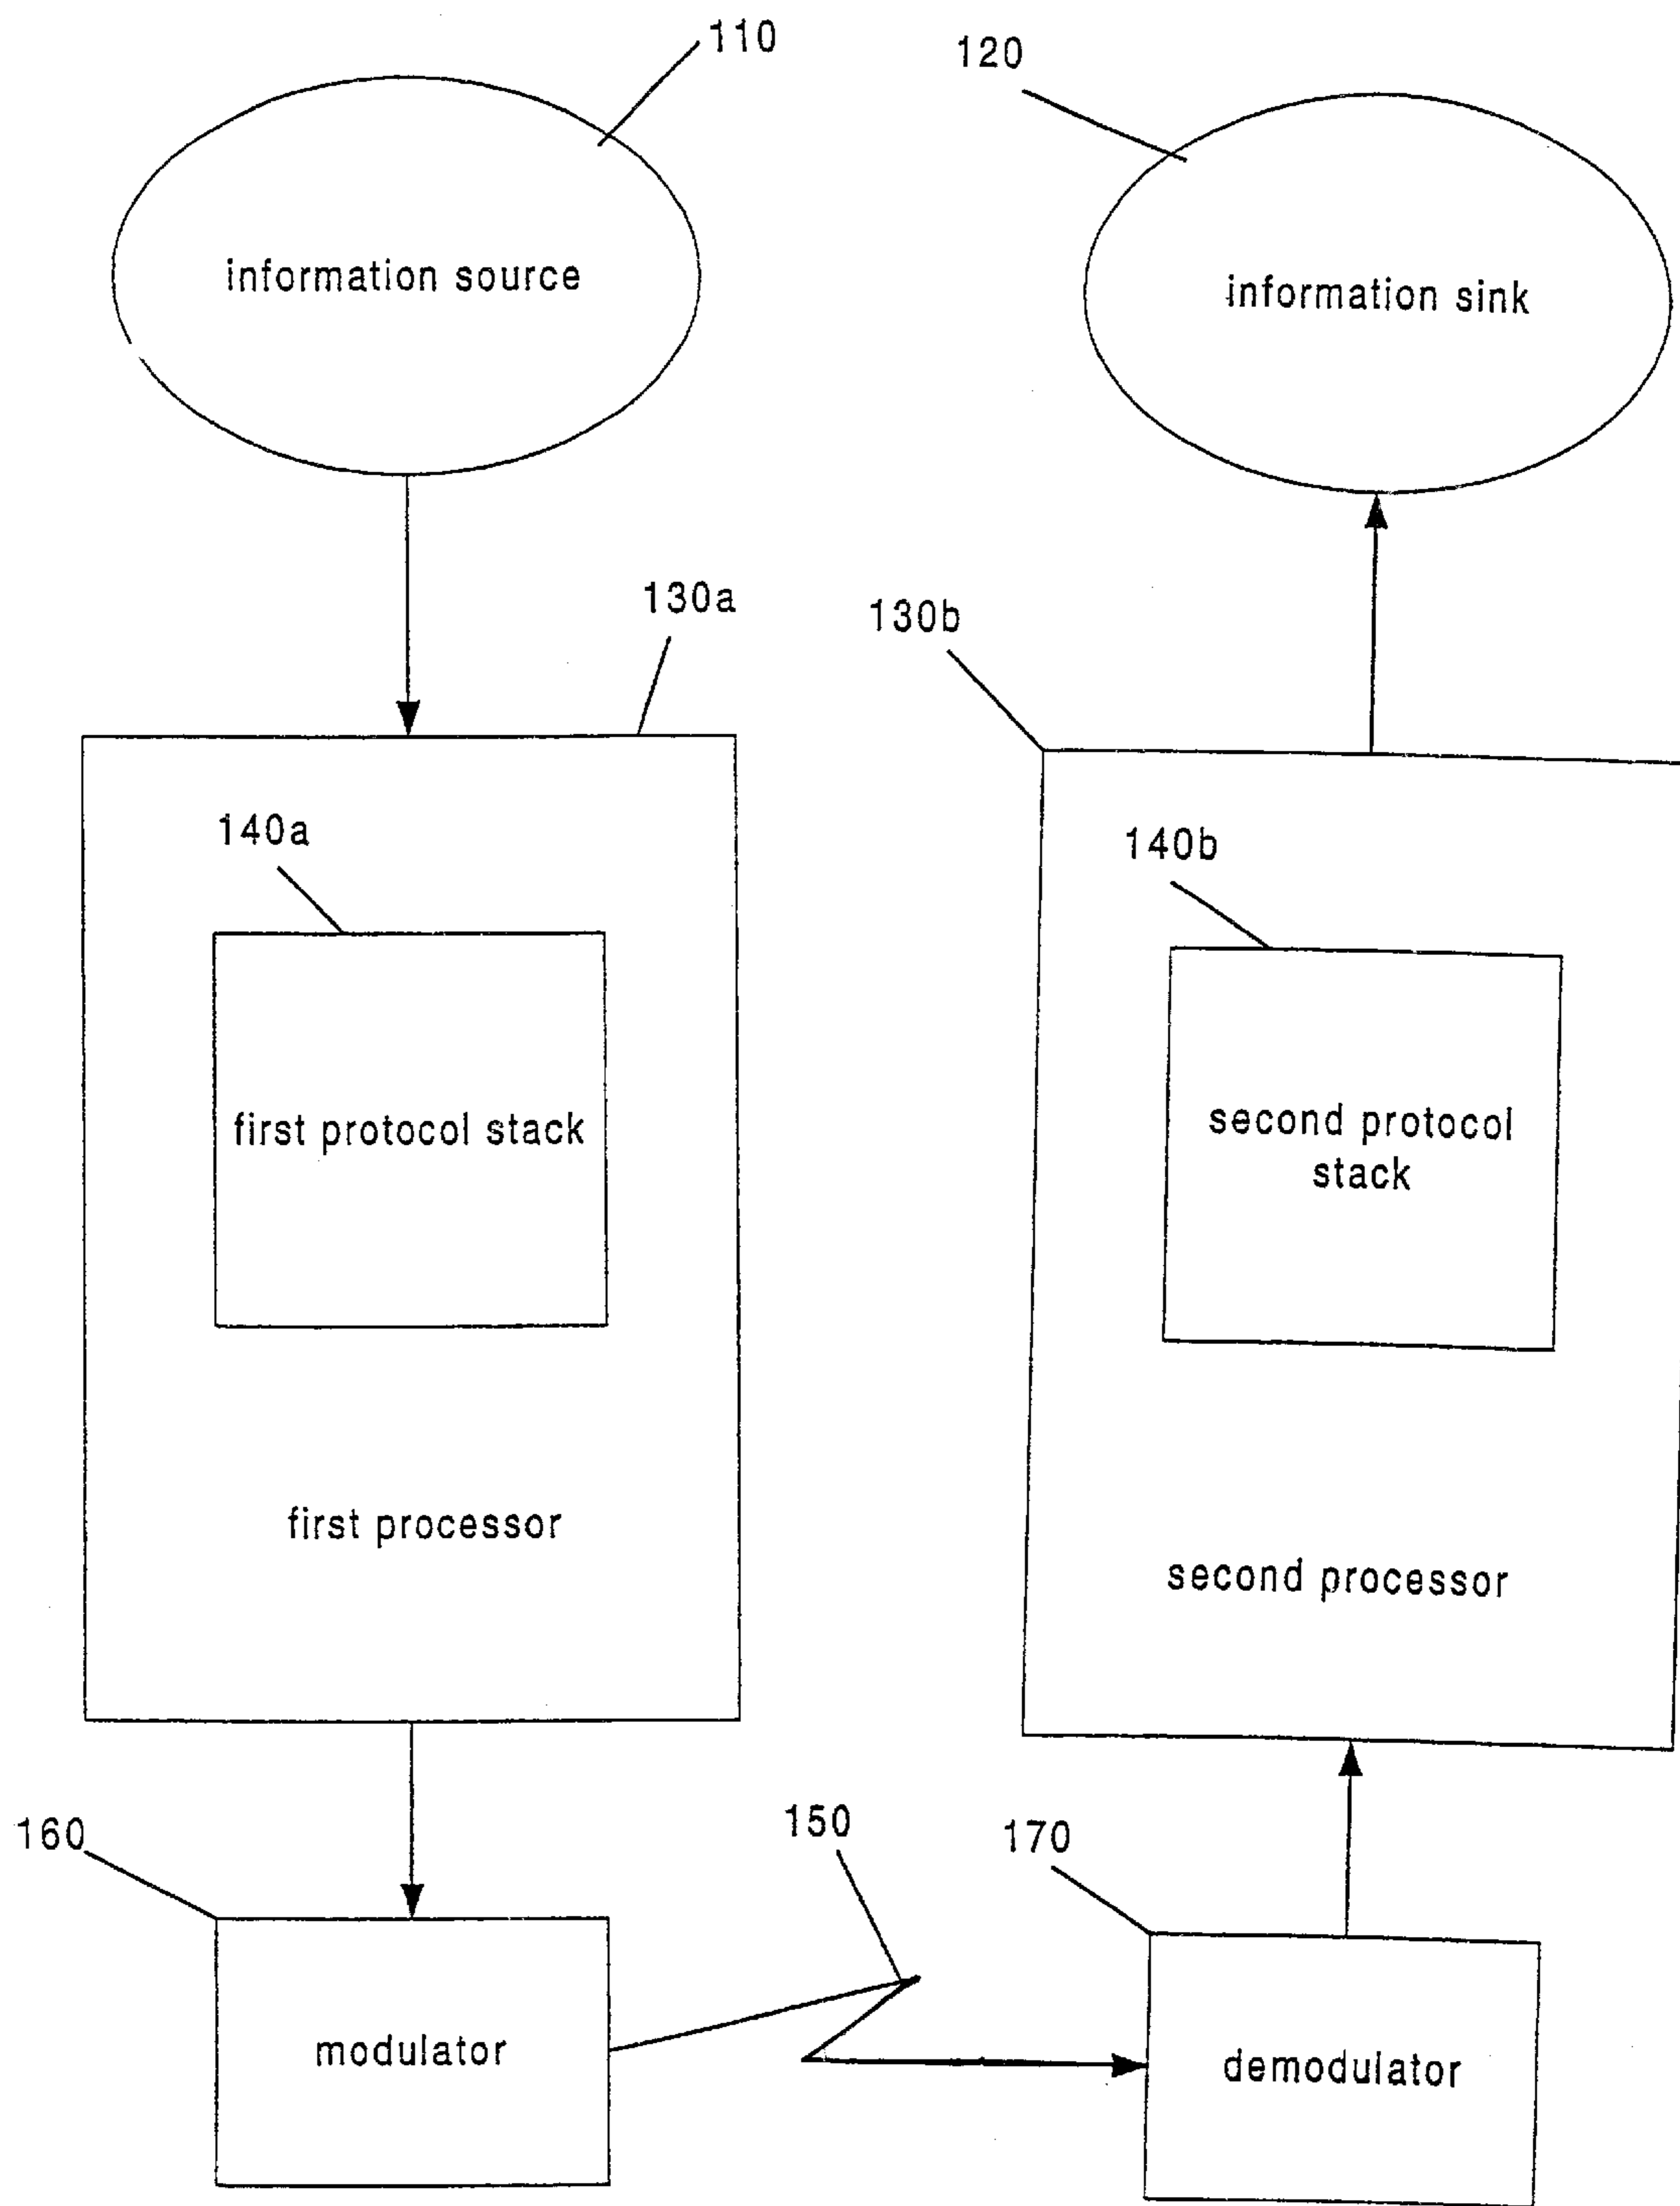 110
120
information source
information sink
130a
130b
140a
140b
first protocol stack
second protocol
stack
first processor
second processor
160
150
170
modulator
demodulator